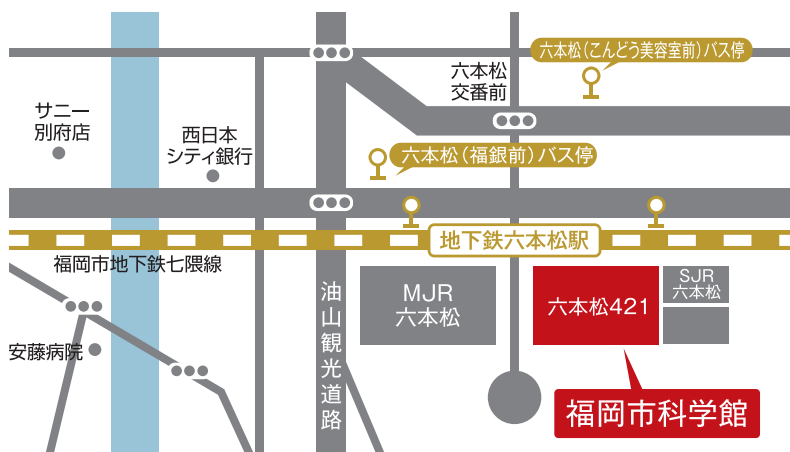 六本松（こんどう美容室前）バス停
六本松
交番前
サニー
別府店
西日本
シティ銀行
六本松（福銀前）バス停
地下鉄六本松駅
福岡市地下鉄七隈線
油山観光道路
MJR
六本松
六本松421
SJR
六本松
安藤病院
福岡市科学館